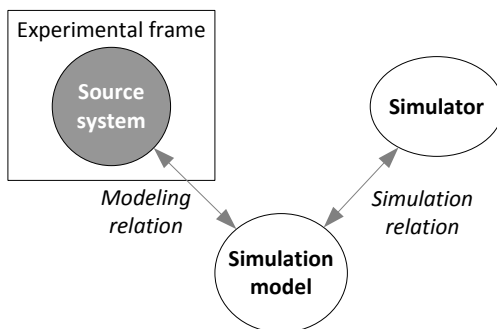 Experimental frame
Source
system
Simulator
Modeling
relation
Simulation
relation
Simulation
model